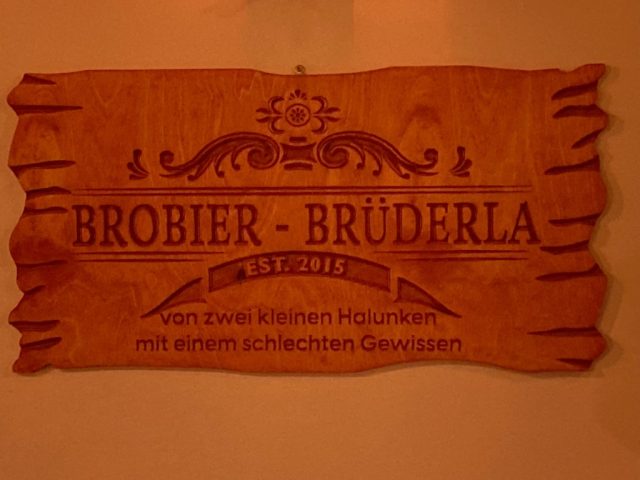 BROBIER - BRÜDERLA
EST. 2015
von zwei kleinen Halunken
mit einem schlechten Gewissen